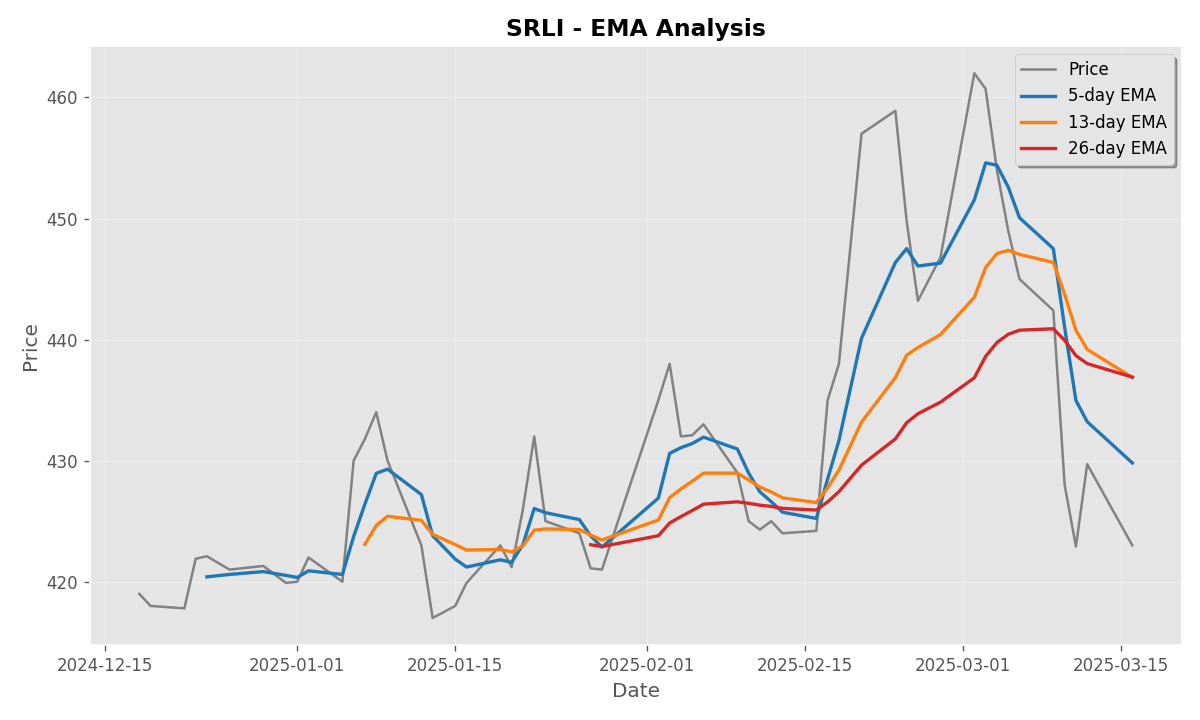 SRLI - EMA Analysis
Price
5-day EMA
13-day EMA
26-day EMA
460
450
440
430
420
Price
2024-12-15
2025-01-01
2025-01-15
2025-02-01
2025-02-15
2025-03-01
2025-03-15
Date